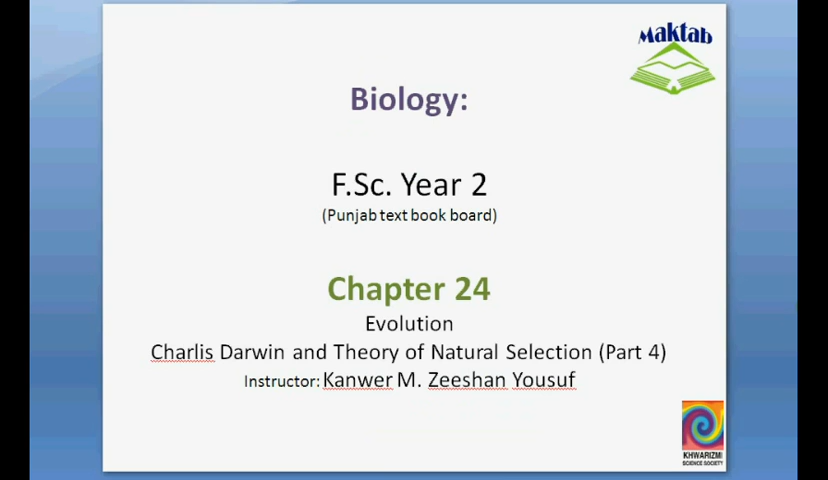 Maktab
Biology:
F.Sc. Year 2
(Punjab text book board)
Chapter 24
Evolution
Charlis Darwin and Theory of Natural Selection (Part 4)
Instructor: Kanwer M. Zeeshan Yousuf
KHWARIZMI
SCIENCE SOCIETY